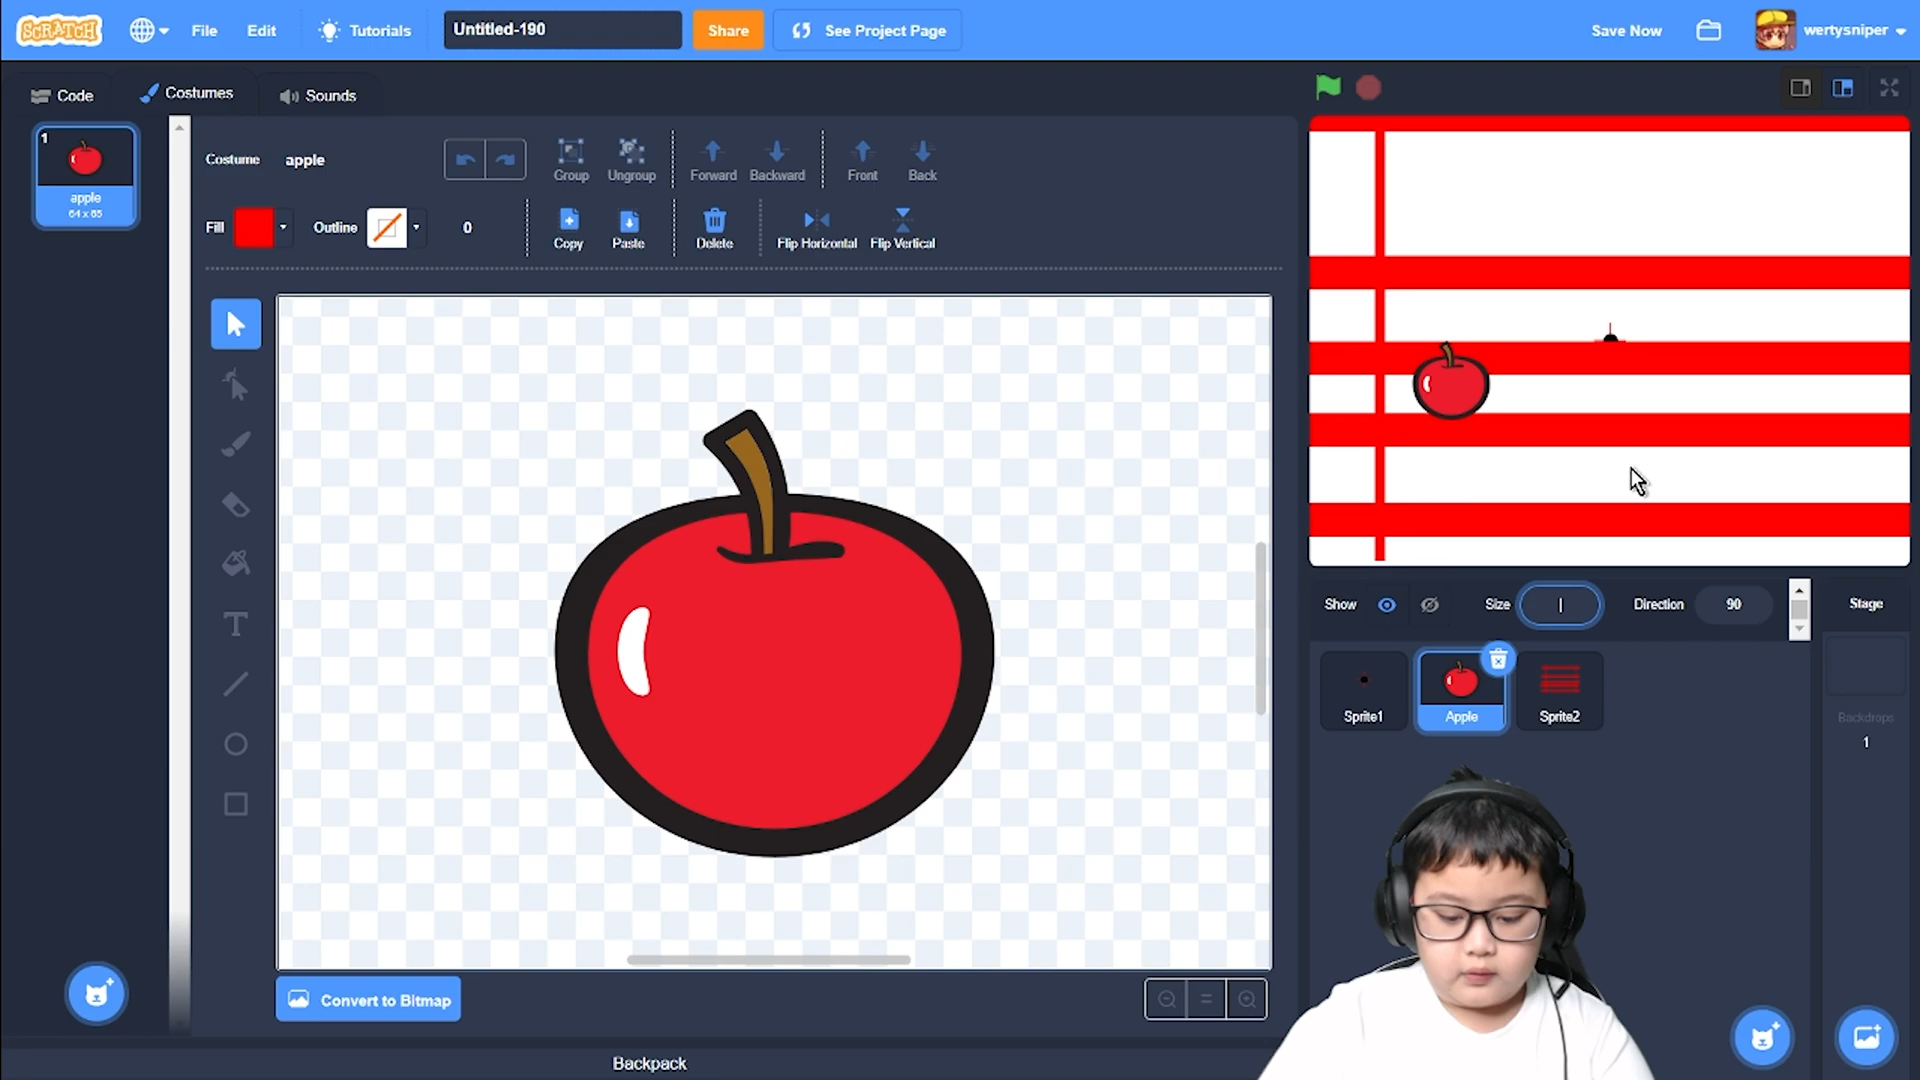 SCRATCH
File
Edit
Tutorials
Untitled-190
Share
See Project Page
Save Now
wertysniper
Code
Costumes
Sounds
1
apple
64 x 65
Costume
apple
Group
Ungroup
Forward
Backward
Front
Back
Fill
Outline
0
Copy
Paste
Delete
Flip Horizontal
Flip Vertical
T
Convert to Bitmap
Backpack
Show
Size
Direction
90
Stage
Sprite1
Apple
Sprite2
Backdrops
1